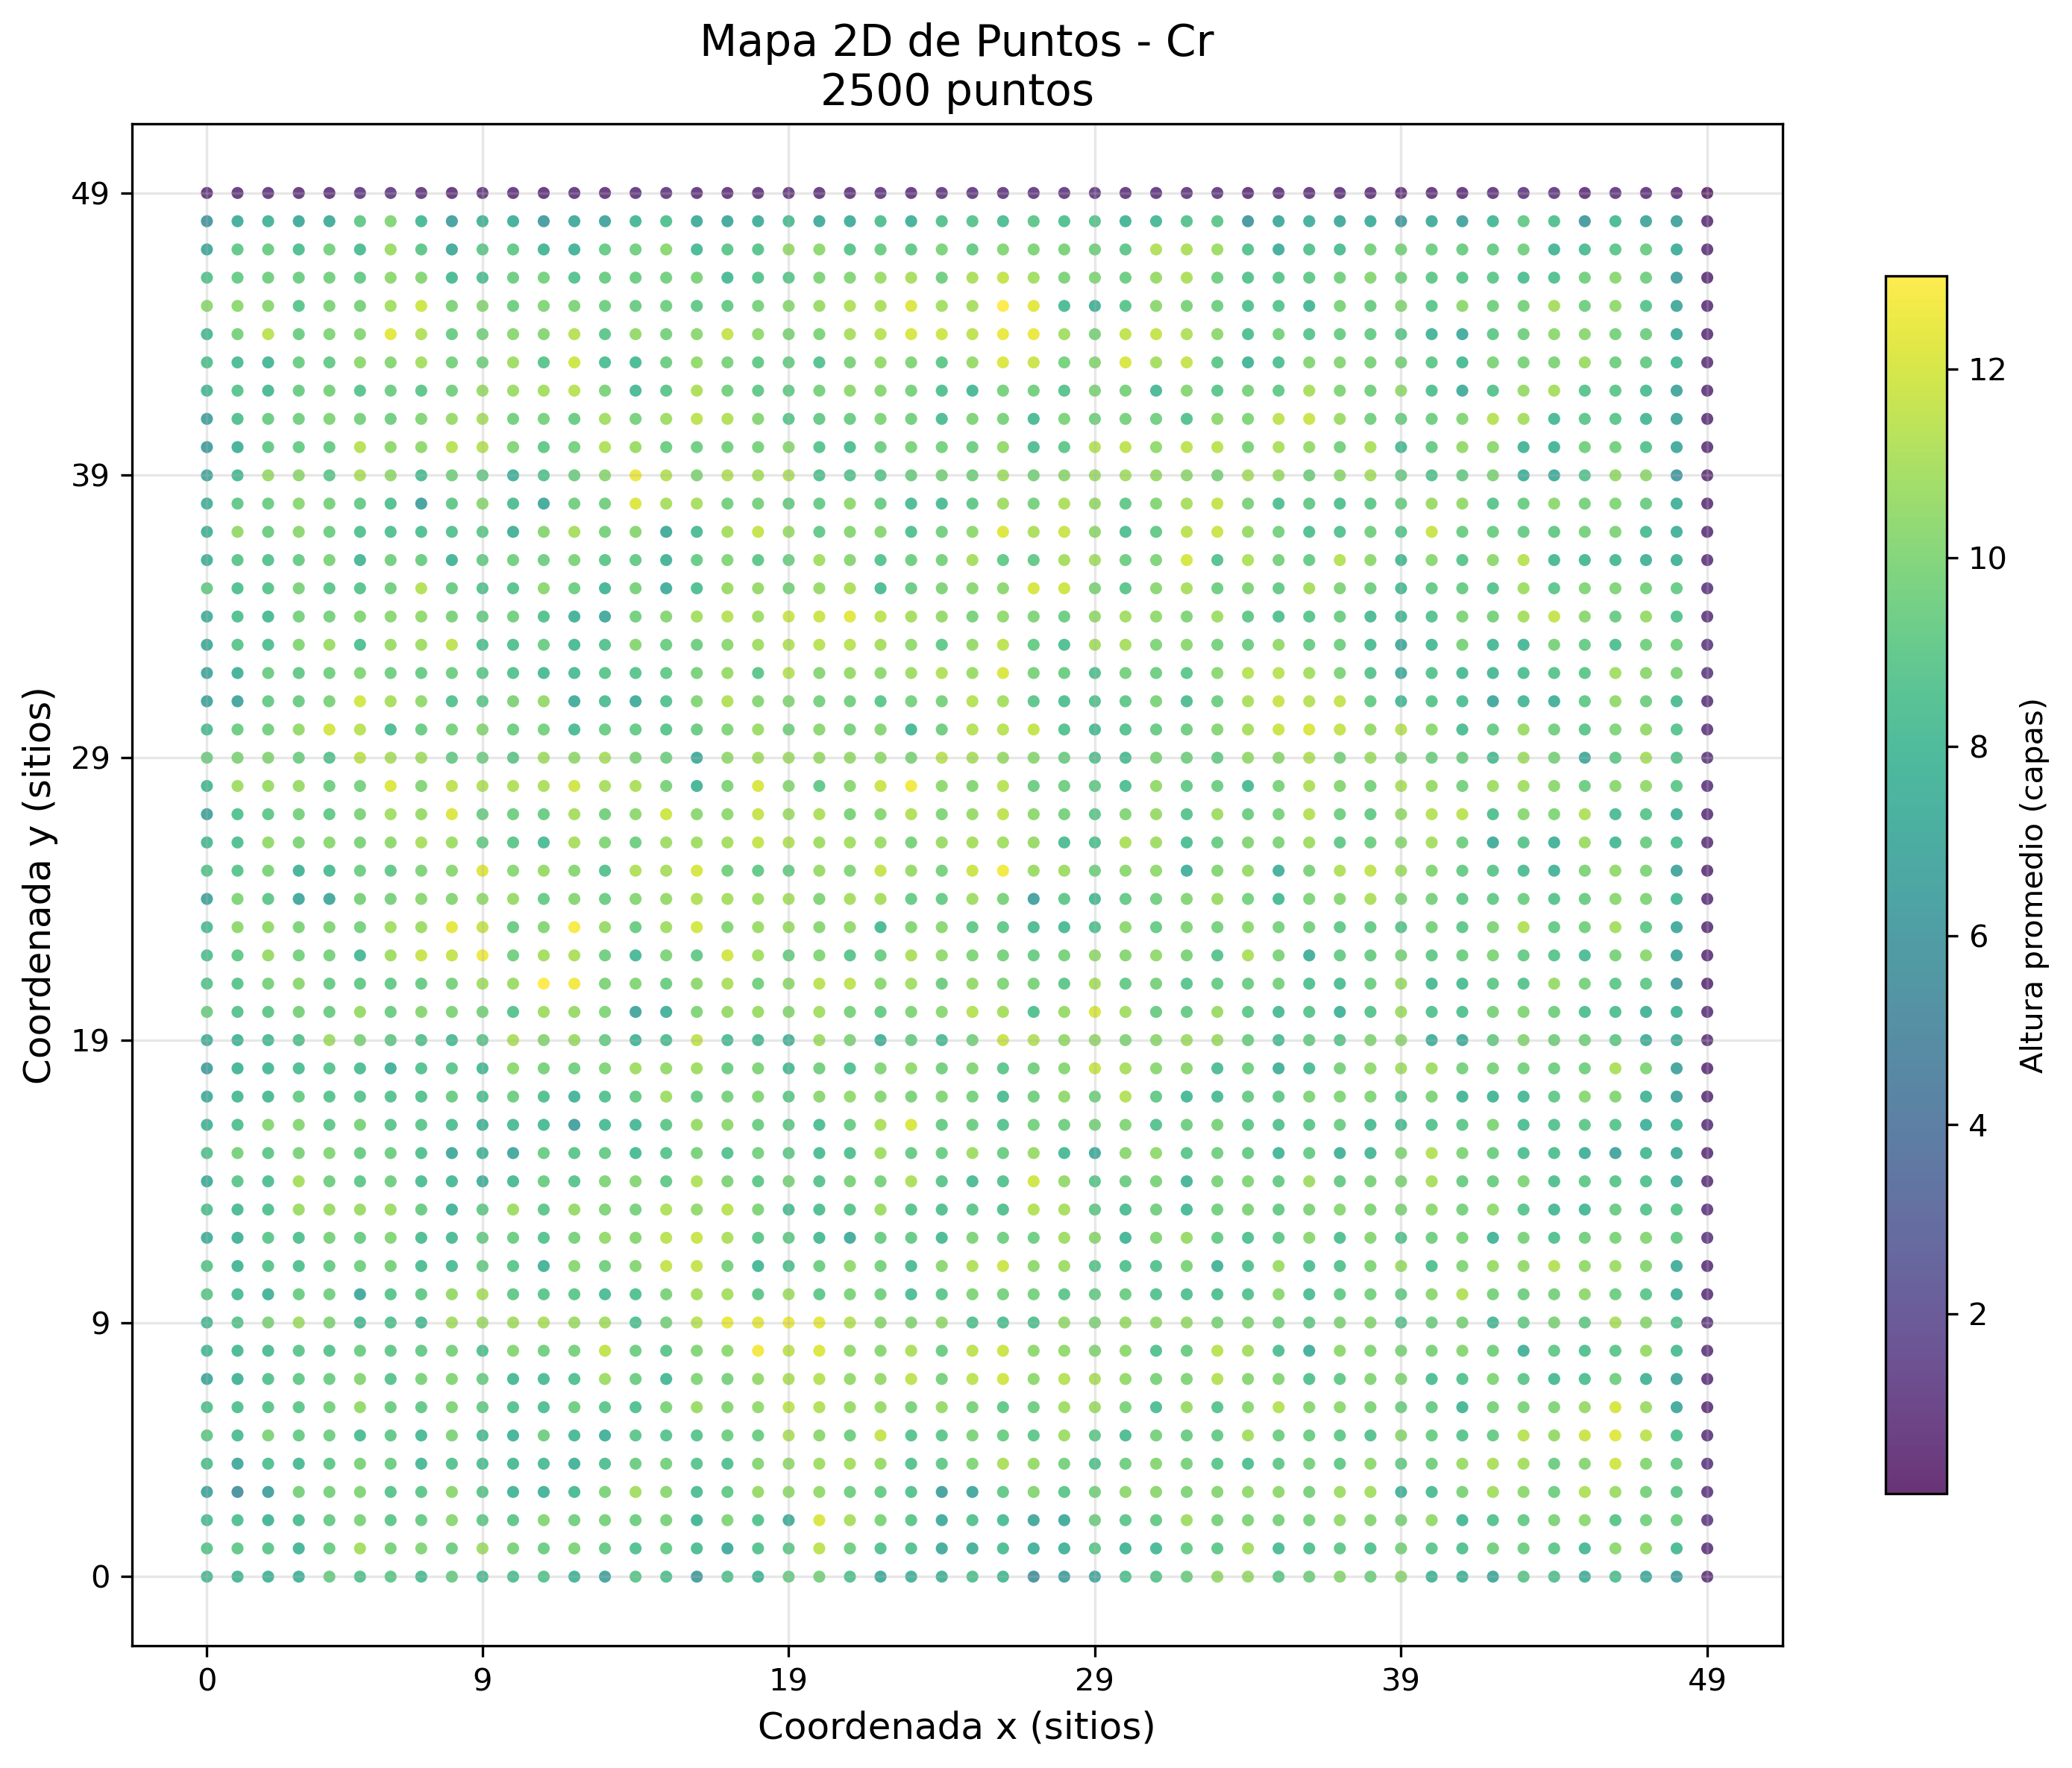 Mapa 2D de Puntos - Cr
2500 puntos
Coordenada y (sitios)
49
39
29
19
9
0
0 9 19 29 39 49
Coordenada x (sitios)
12
10
8
6
4
2
Altura promedio (capas)